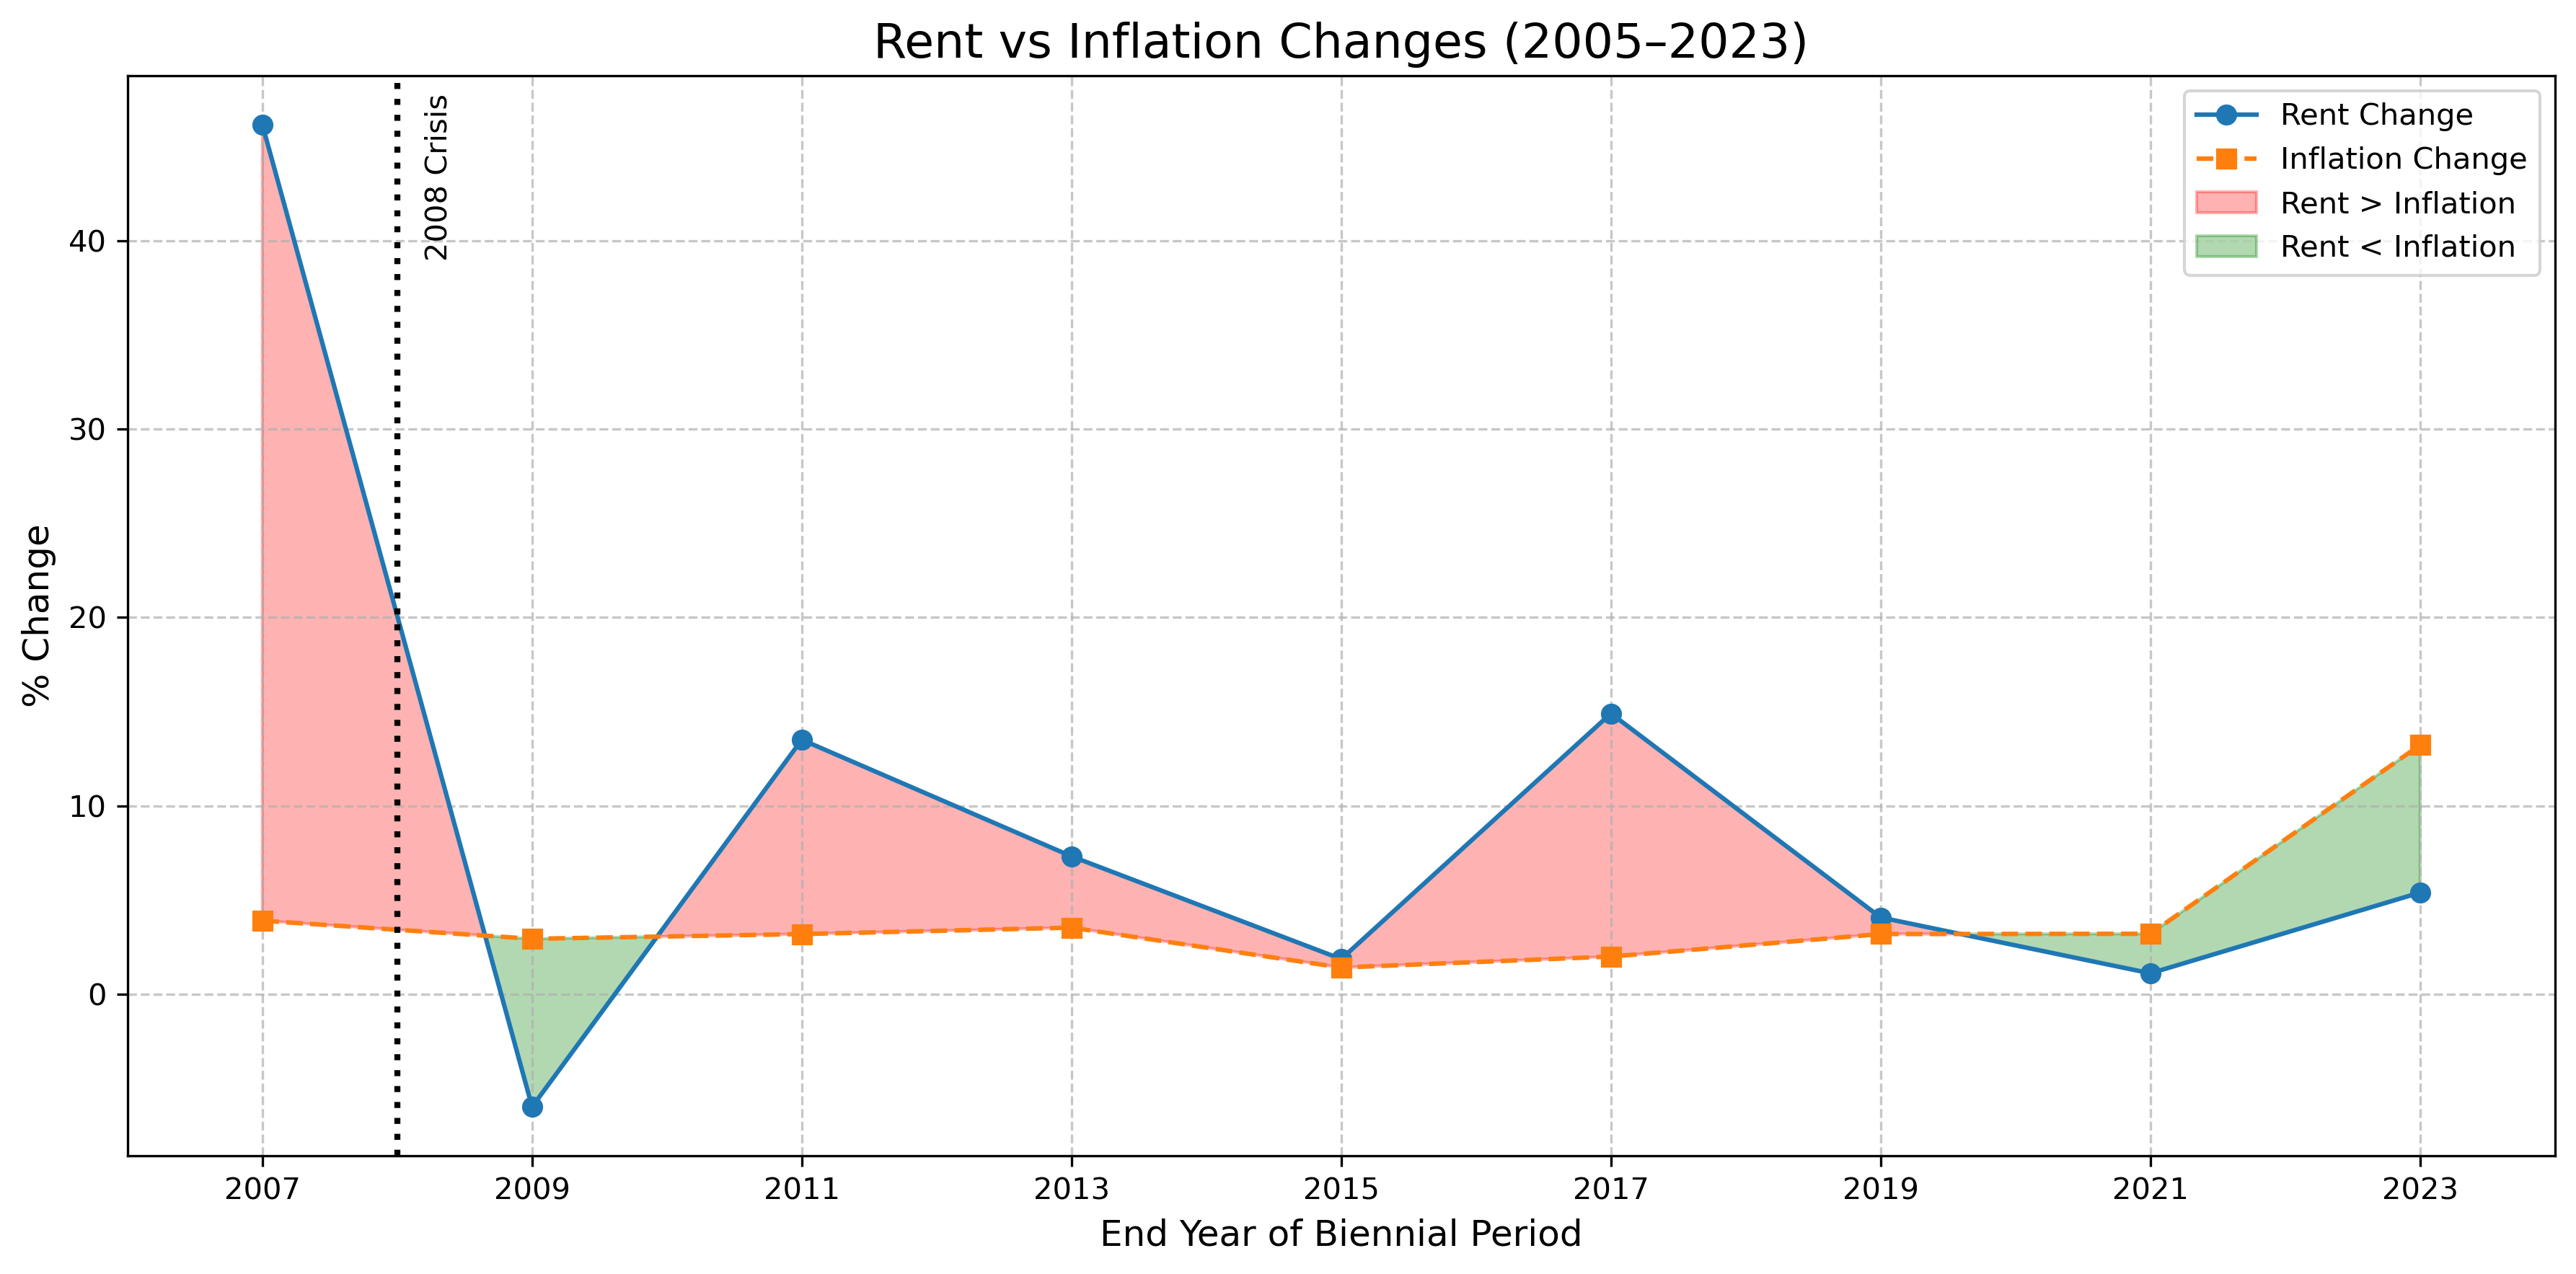 Rent vs Inflation Changes (2005–2023)
2008 Crisis
Rent Change
Inflation Change
Rent > Inflation
Rent < Inflation
% Change
40
30
20
10
0
2007 2009 2011 2013 2015 2017 2019 2021 2023
End Year of Biennial Period